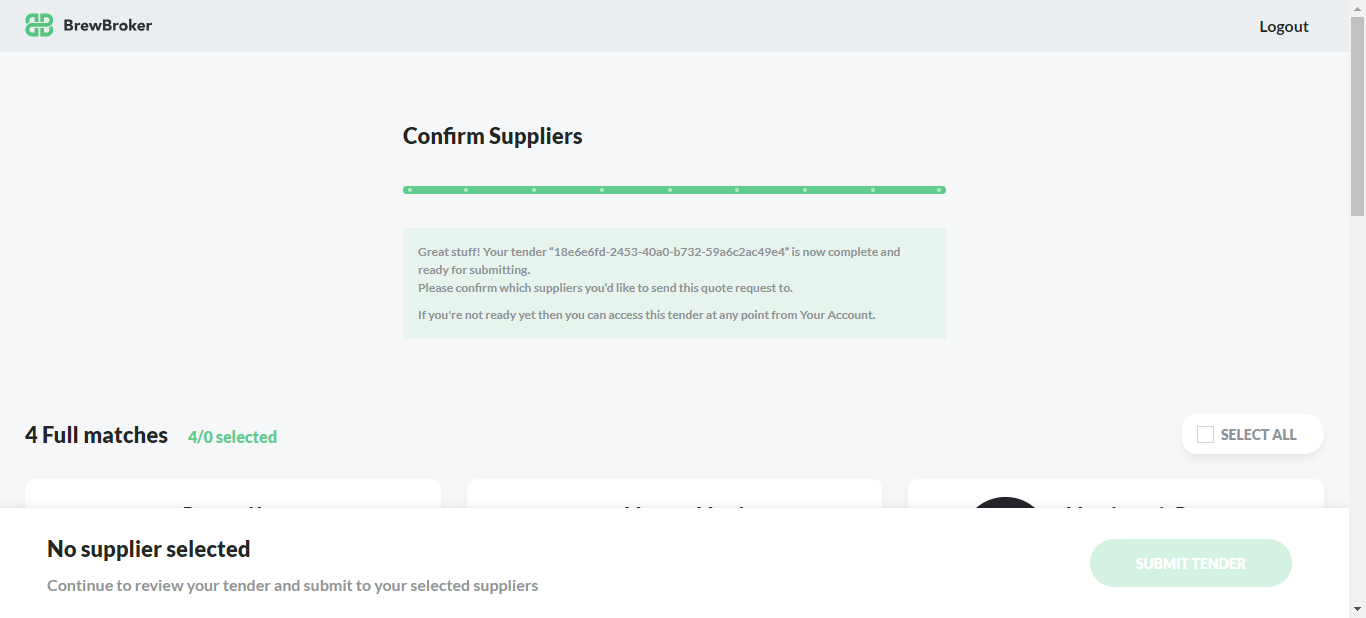 BrewBroker
Logout
Confirm Suppliers
Great stuff! Your tender “18e6e6fd-2453-40a0-b732-59a6c2ac49e4” is now complete and
ready for submitting.
Please confirm which suppliers you’d like to send this quote request to.
If you're not ready yet then you can access this tender at any point from Your Account.
4 Full matches
4/0 selected
SELECT ALL
No supplier selected
Continue to review your tender and submit to your selected suppliers
SUBMIT TENDER